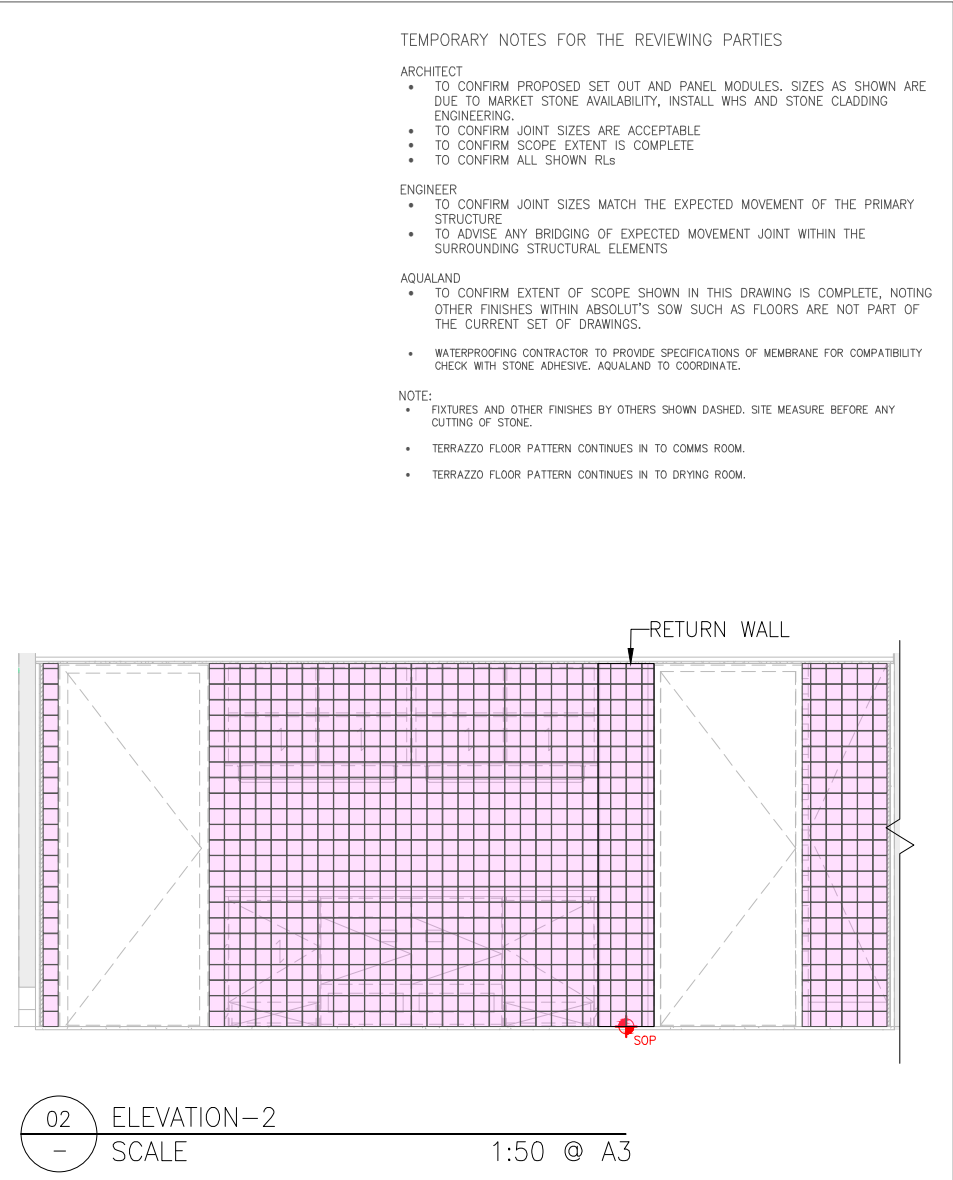 TEMPORARY NOTES FOR THE REVIEWING PARTIES
ARCHITECT
• TO CONFIRM PROPOSED SET OUT AND PANEL MODULES. SIZES AS SHOWN ARE
DUE TO MARKET STONE AVAILABILITY, INSTALL WHS AND STONE CLADDING
ENGINEERING.
• TO CONFIRM JOINT SIZES ARE ACCEPTABLE
• TO CONFIRM SCOPE EXTENT IS COMPLETE
• TO CONFIRM ALL SHOWN RLs
ENGINEER
• TO CONFIRM JOINT SIZES MATCH THE EXPECTED MOVEMENT OF THE PRIMARY
STRUCTURE
• TO ADVISE ANY BRIDGING OF EXPECTED MOVEMENT JOINT WITHIN THE
SURROUNDING STRUCTURAL ELEMENTS
AQUALAND
• TO CONFIRM EXTENT OF SCOPE SHOWN IN THIS DRAWING IS COMPLETE, NOTING
OTHER FINISHES WITHIN ABSOLUT'S SOW SUCH AS FLOORS ARE NOT PART OF
THE CURRENT SET OF DRAWINGS.
• WATERPROOFING CONTRACTOR TO PROVIDE SPECIFICATIONS OF MEMBRANE FOR COMPATIBILITY
CHECK WITH STONE ADHESIVE. AQUALAND TO COORDINATE.
NOTE:
• FIXTURES AND OTHER FINISHES BY OTHERS SHOWN DASHED. SITE MEASURE BEFORE ANY
CUTTING OF STONE.
• TERRAZZO FLOOR PATTERN CONTINUES IN TO COMMS ROOM.
• TERRAZZO FLOOR PATTERN CONTINUES IN TO DRYING ROOM.
RETURN WALL
SOP
02 ELEVATION-2
- SCALE 1:50 @ A3